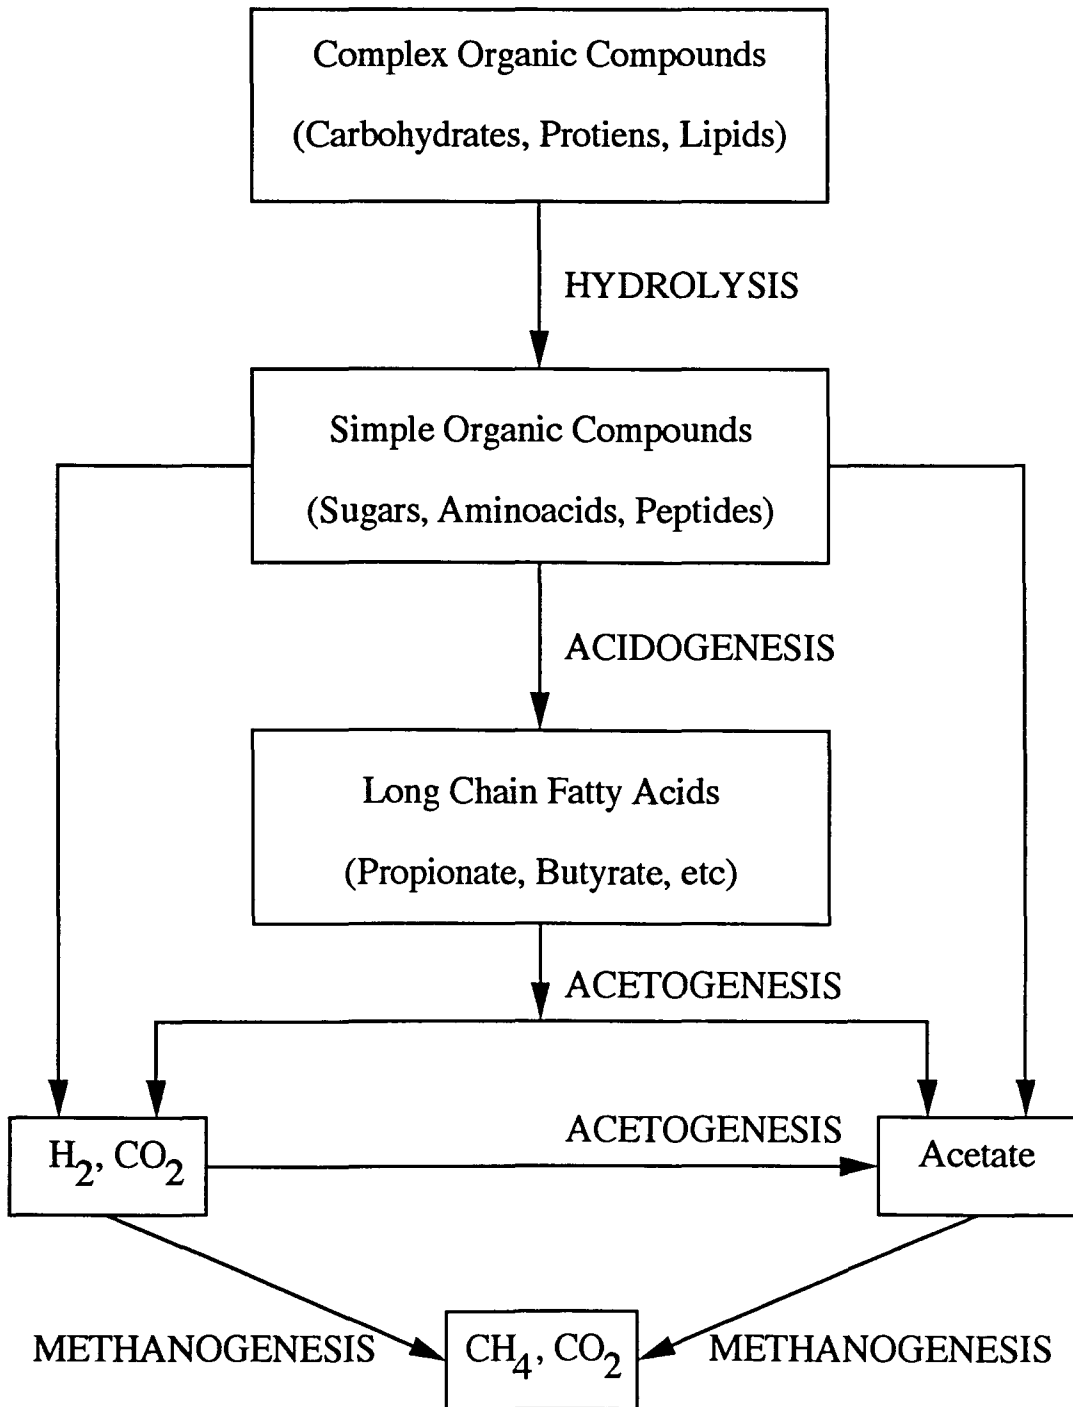 Complex Organic Compounds
(Carbohydrates, Protiens, Lipids)
HYDROLYSIS
Simple Organic Compounds
(Sugars, Aminoacids, Peptides)
ACIDOGENESIS
Long Chain Fatty Acids
(Propionate, Butyrate, etc)
ACETOGENESIS
ACETOGENESIS
H2, CO2
Acetate
METHANOGENESIS
CH4, CO2
METHANOGENESIS